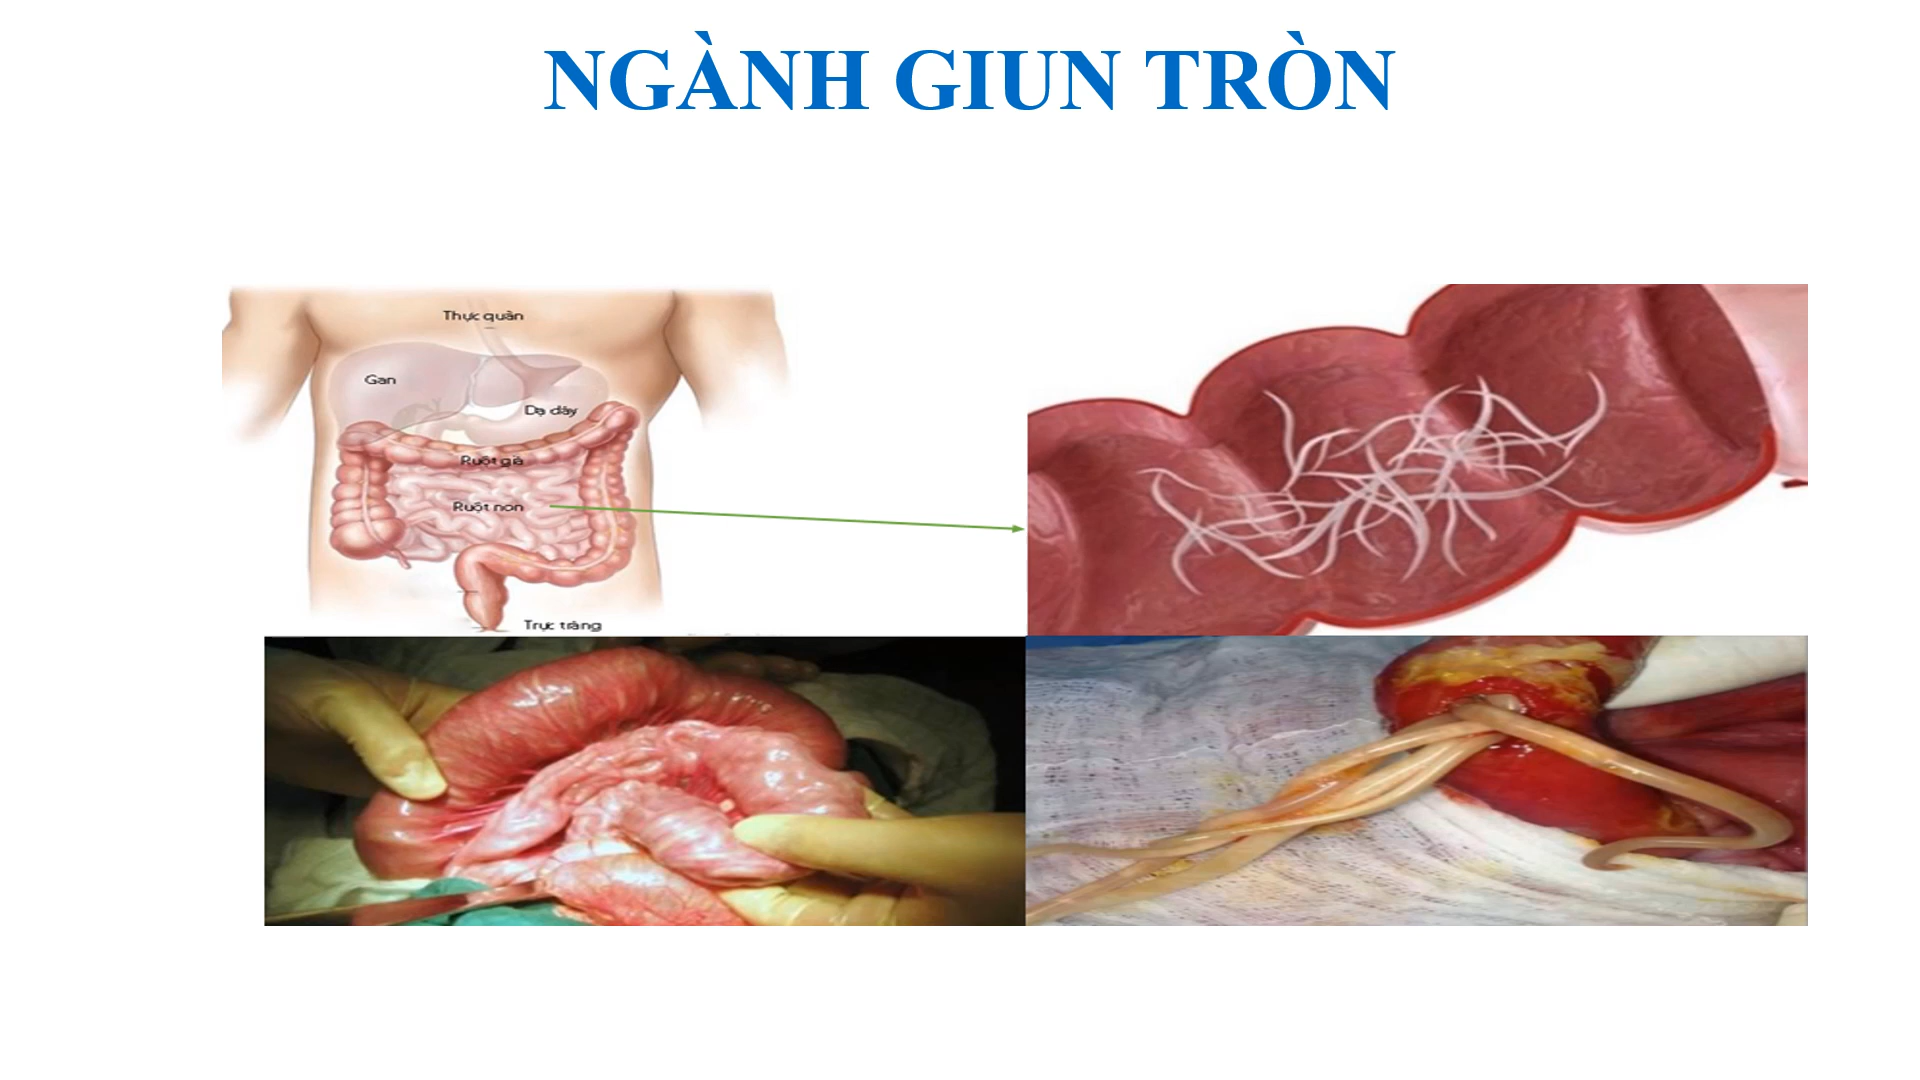 NGÀNH GIUN TRÒN
Thực quản
Gan
Dạ dày
Ruột già
Ruột non
Trực tràng